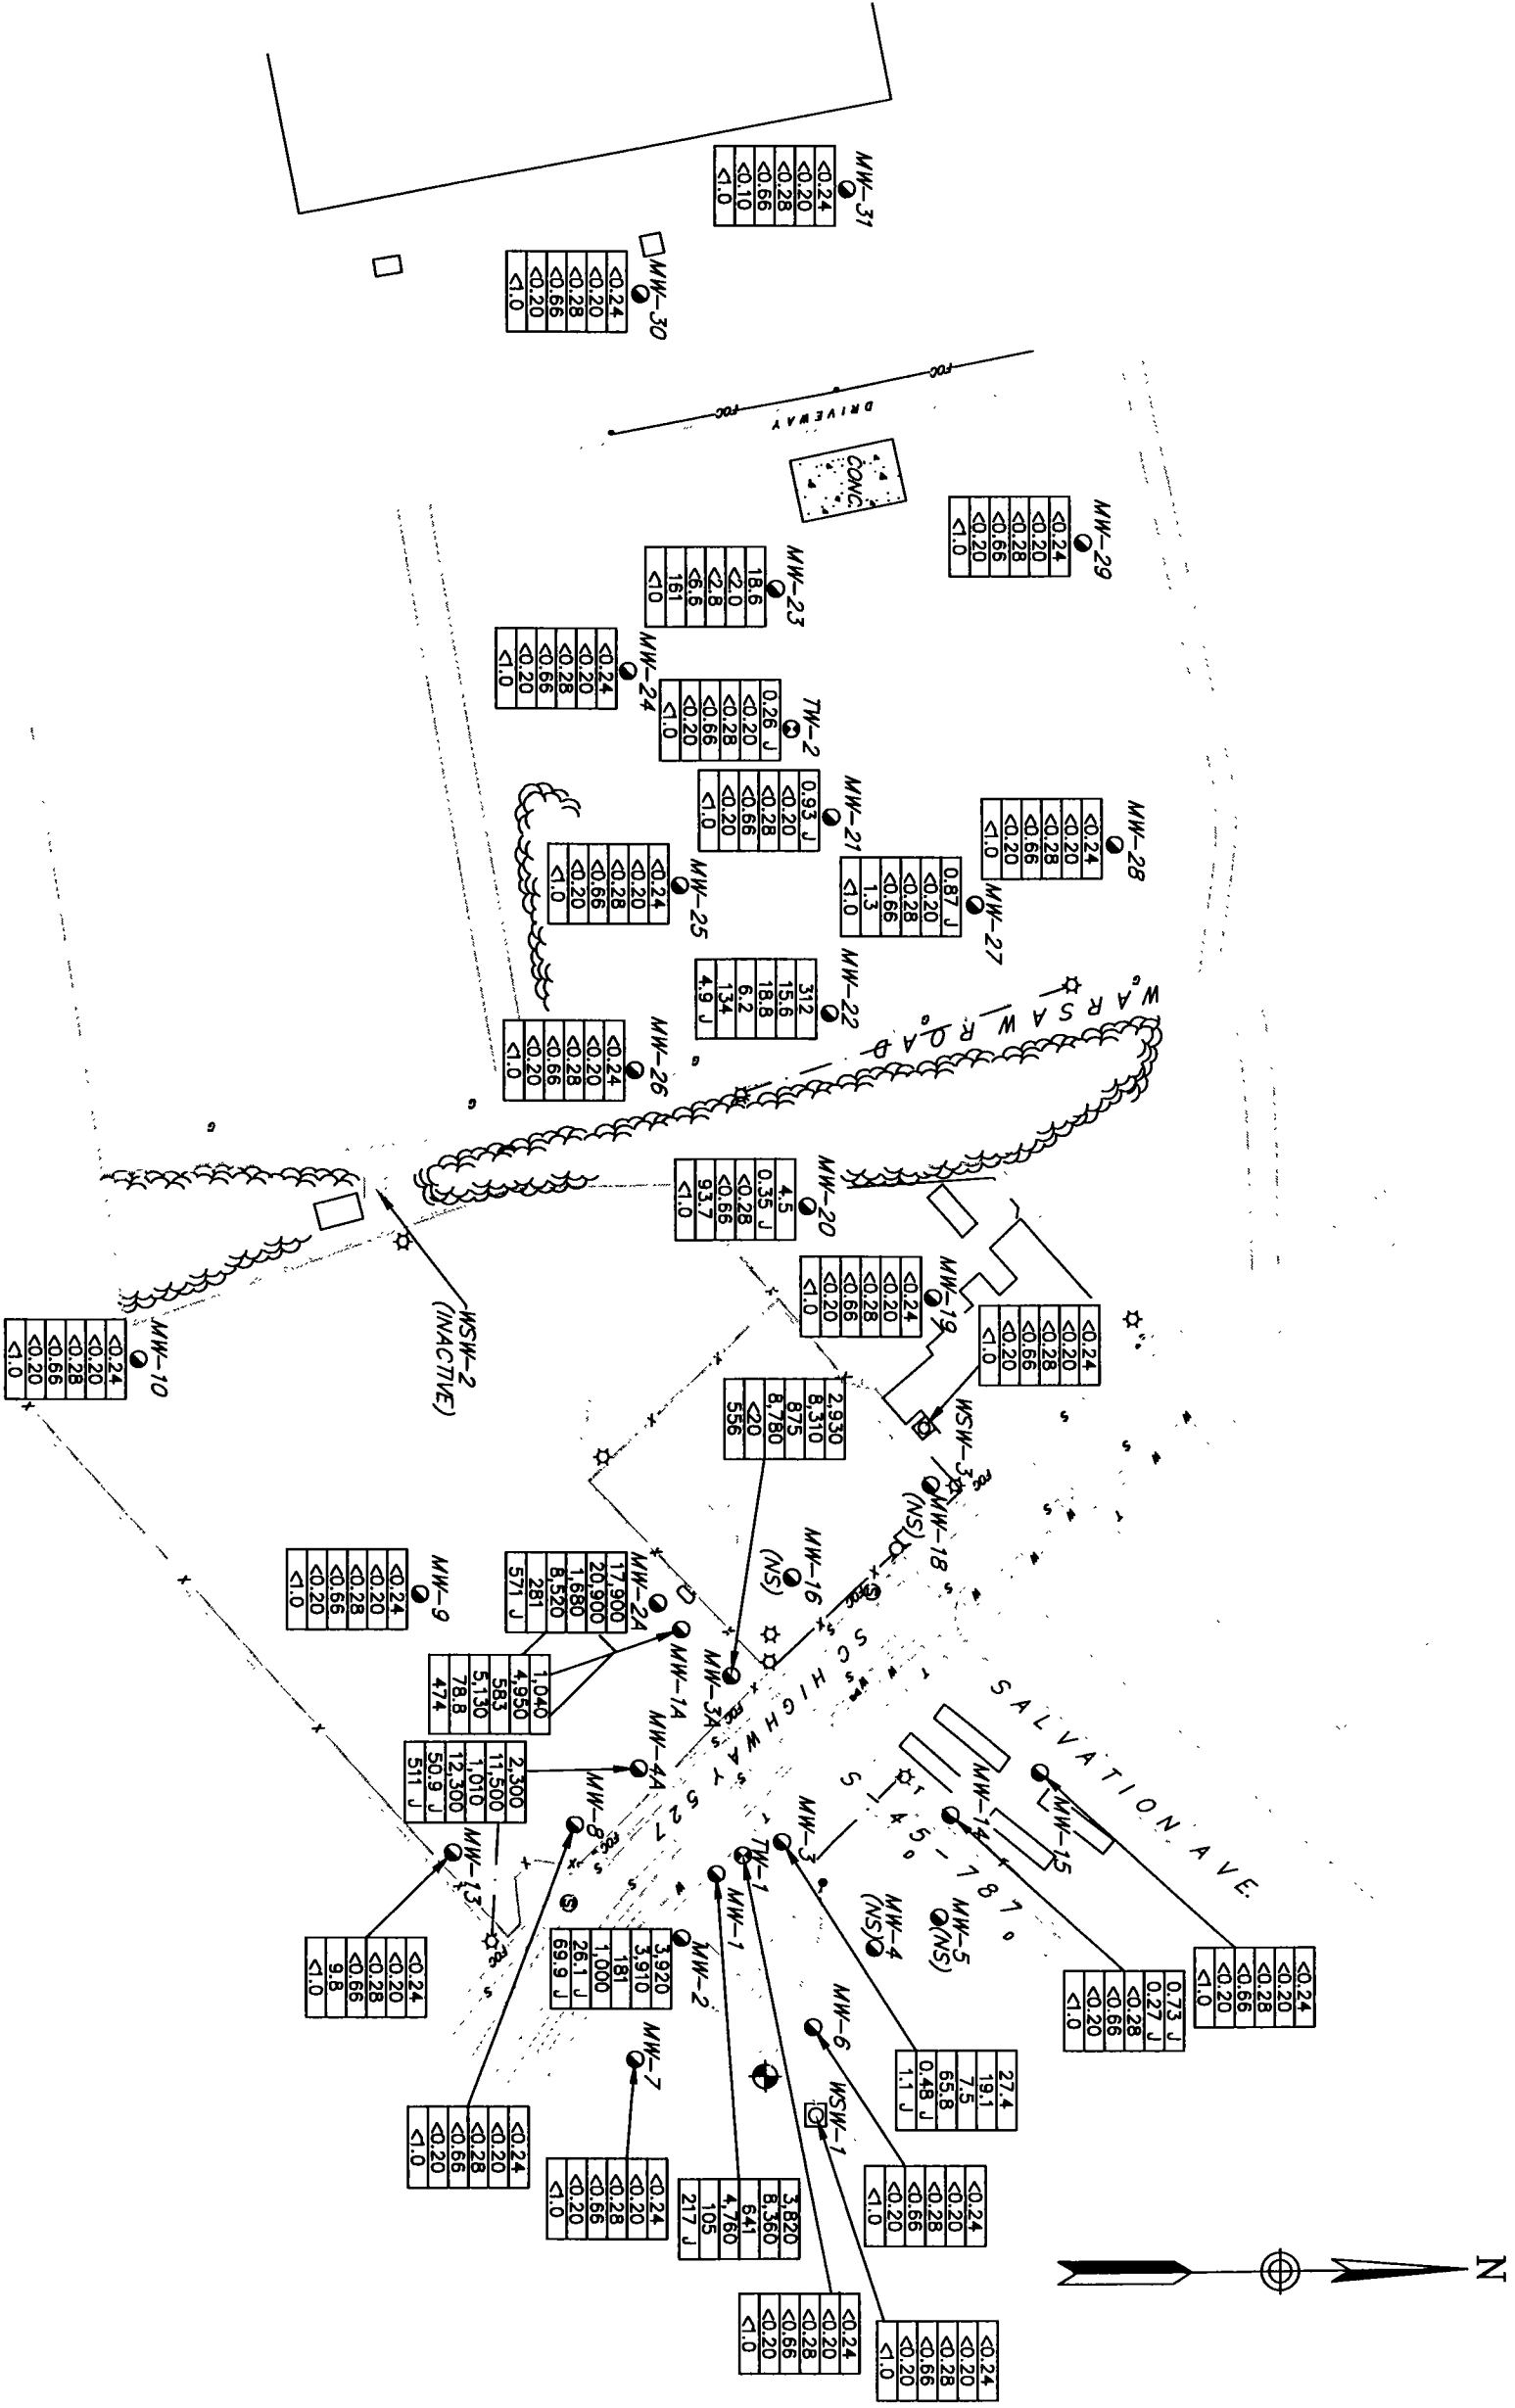 MW-31
<0.24
<0.20
<0.28
<0.66
<0.10
<1.0
MW-30
<0.24
<0.20
<0.28
<0.66
<0.20
<1.0
FOC
FOC
DRIVEWAY
CONC.
MW-29
<0.24
<0.20
<0.28
<0.66
<0.20
<1.0
MW-23
18.6
<2.0
<2.8
<6.6
161
<10
MW-24
<0.24
<0.20
<0.28
<0.66
<0.20
<1.0
TW-2
0.26 J
<0.20
<0.28
<0.66
<0.20
<1.0
MW-21
0.93 J
<0.20
<0.28
<0.66
<0.20
<1.0
MW-28
<0.24
<0.20
<0.28
<0.66
<0.20
<1.0
MW-27
0.87 J
<0.20
<0.28
<0.66
1.3
<1.0
MW-25
<0.24
<0.20
<0.28
<0.66
<0.20
<1.0
MW-22
312
15.6
18.8
6.2
134
4.9 J
MW-26
<0.24
<0.20
<0.28
<0.66
<0.20
<1.0
WARSAW ROAD
G
G
G
G
G
MW-20
4.5
0.35 J
<0.28
<0.66
93.7
<1.0
MW-19
<0.24
<0.20
<0.28
<0.66
<0.20
<1.0
WSW-3
<0.24
<0.20
<0.28
<0.66
<0.20
<1.0
WSW-2
(INACTIVE)
MW-10
<0.24
<0.20
<0.28
<0.66
<0.20
<1.0
2,930
8,310
875
8,780
<20
556
MW-18
(NS)
FOC
MW-16
(NS)
MW-9
<0.24
<0.20
<0.28
<0.66
<0.20
<1.0
MW-2A
17,900
20,900
1,680
8,520
281
571 J
MW-1A
1,040
4,950
583
5,130
78.8
474
MW-3A
FOC
SC HIGHWAY 527
SALVATION AVE.
S-45-787
MW-4A
2,300
11,500
1,010
12,300
50.9 J
511 J
MW-8
FOC
MW-13
<0.24
<0.20
<0.28
<0.66
9.8
<1.0
MW-3
TW-1
MW-1
MW-2
3,920
3,910
181
1,000
26.1 J
69.9 J
MW-14
MW-15
MW-4
(NS)
MW-5
(NS)
<0.24
<0.20
<0.28
<0.66
<0.20
<1.0
0.73 J
0.27 J
<0.28
<0.66
<0.20
<1.0
MW-6
27.4
19.1
7.5
65.8
0.48 J
1.1 J
WSW-1
MW-7
<0.24
<0.20
<0.28
<0.66
<0.20
<1.0
<0.24
<0.20
<0.28
<0.66
<0.20
<1.0
3,820
8,360
641
4,760
105
217 J
<0.24
<0.20
<0.28
<0.66
<0.20
<1.0
<0.24
<0.20
<0.28
<0.66
<0.20
<1.0
<0.24
<0.20
<0.28
<0.66
<0.20
<1.0
N